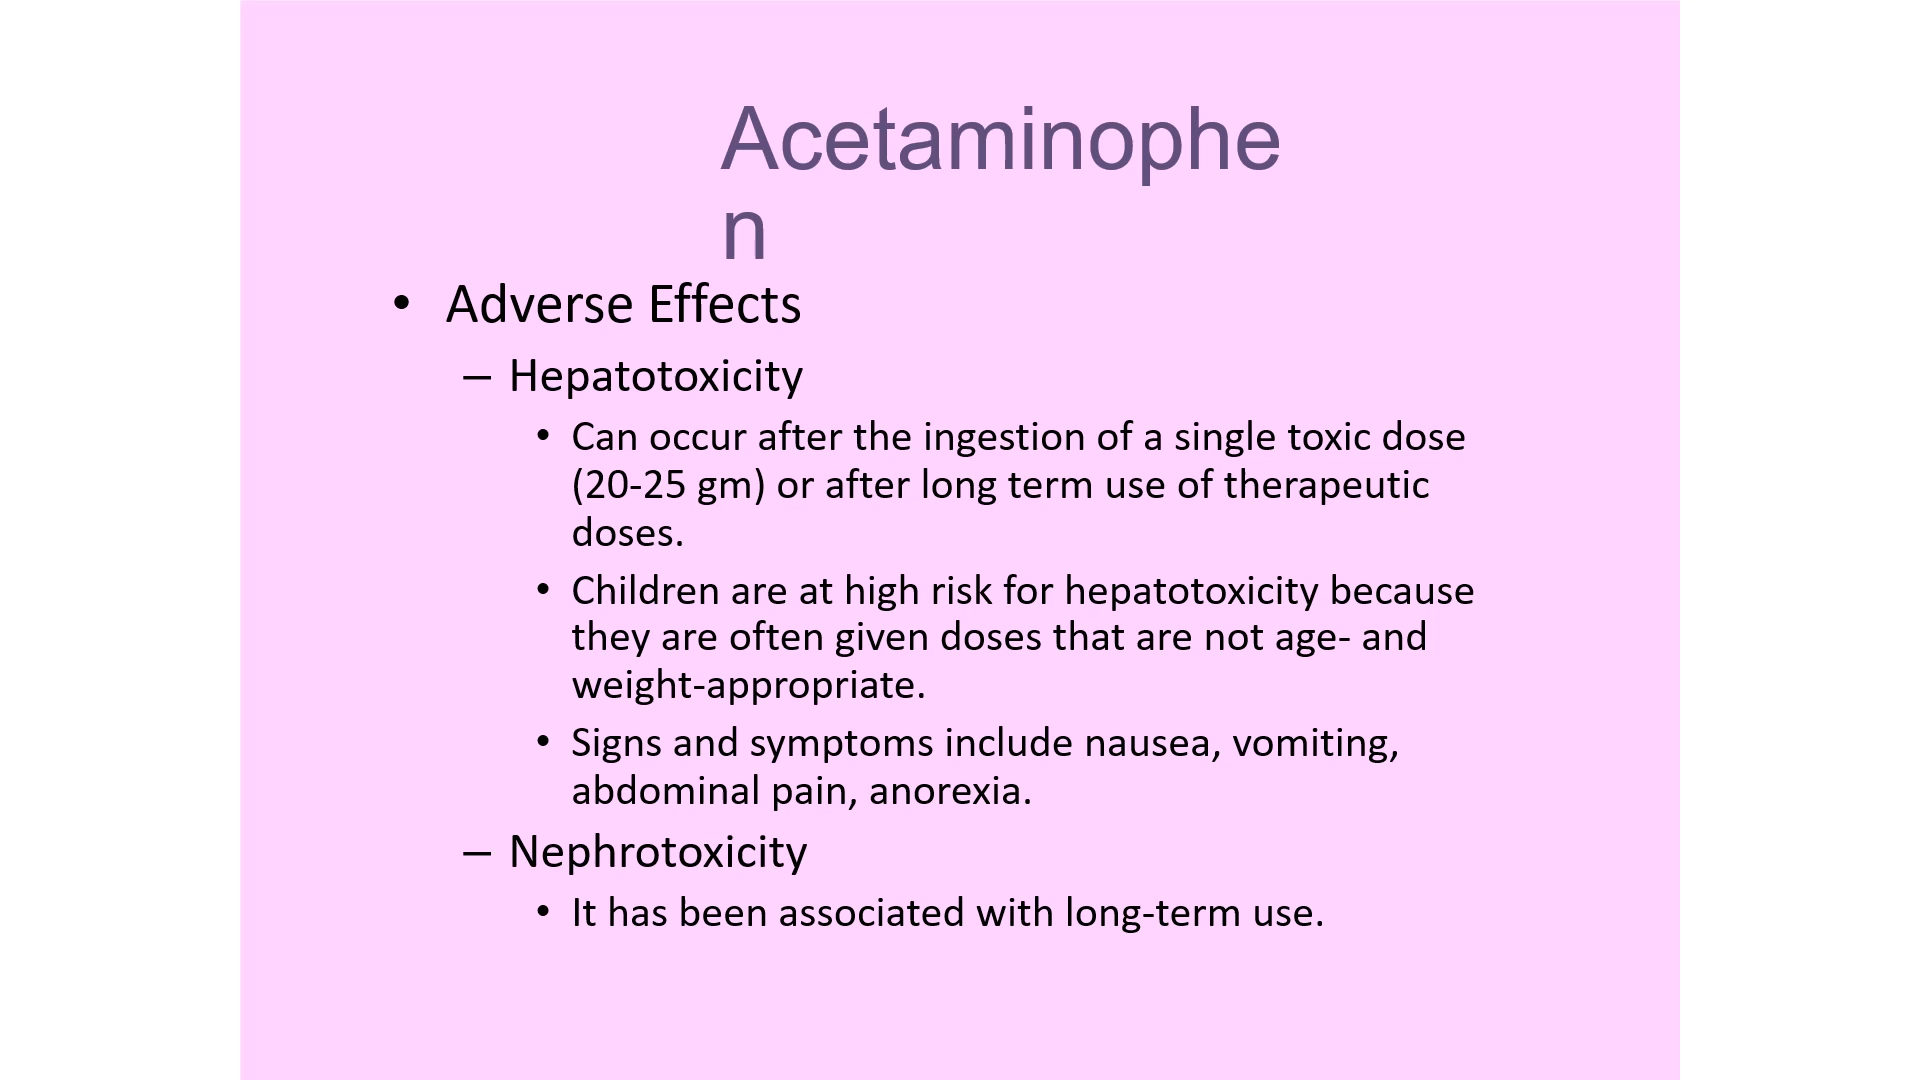 Acetaminophe
n
• Adverse Effects
– Hepatotoxicity
• Can occur after the ingestion of a single toxic dose
(20-25 gm) or after long term use of therapeutic
doses.
• Children are at high risk for hepatotoxicity because
they are often given doses that are not age- and
weight-appropriate.
• Signs and symptoms include nausea, vomiting,
abdominal pain, anorexia.
– Nephrotoxicity
• It has been associated with long-term use.